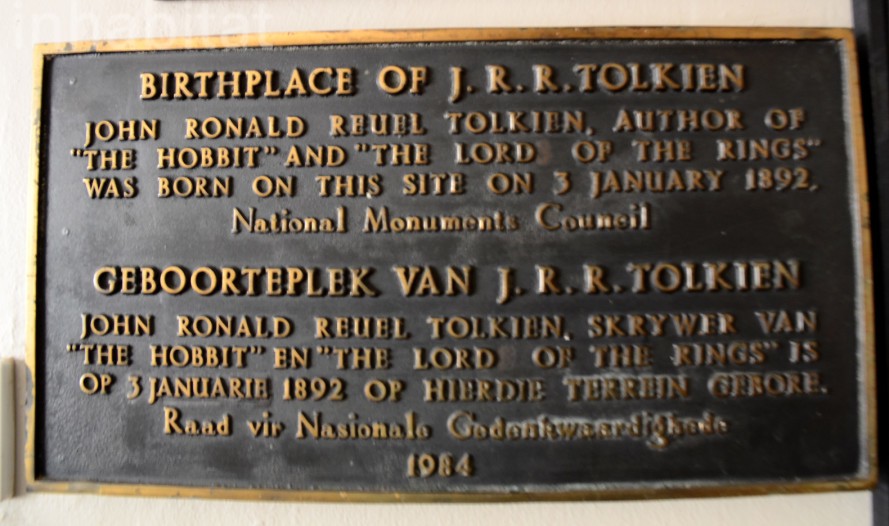 inhabitat
BIRTHPLACE OF J. R. R. TOLKIEN
JOHN RONALD REUEL TOLKIEN, AUTHOR OF
"THE HOBBIT" AND "THE LORD OF THE RINGS"
WAS BORN ON THIS SITE ON 3 JANUARY 1892.
National Monuments Council
GEBOORTEPLEK VAN J. R. R. TOLKIEN
JOHN RONALD REUEL TOLKIEN, SKRYWER VAN
"THE HOBBIT" EN "THE LORD OF THE RINGS" IS
OP 3 JANUARIE 1892 OP HIERDIE TERREIN GEBORE.
Raad vir Nasionale Gedenkwaardighede
1984